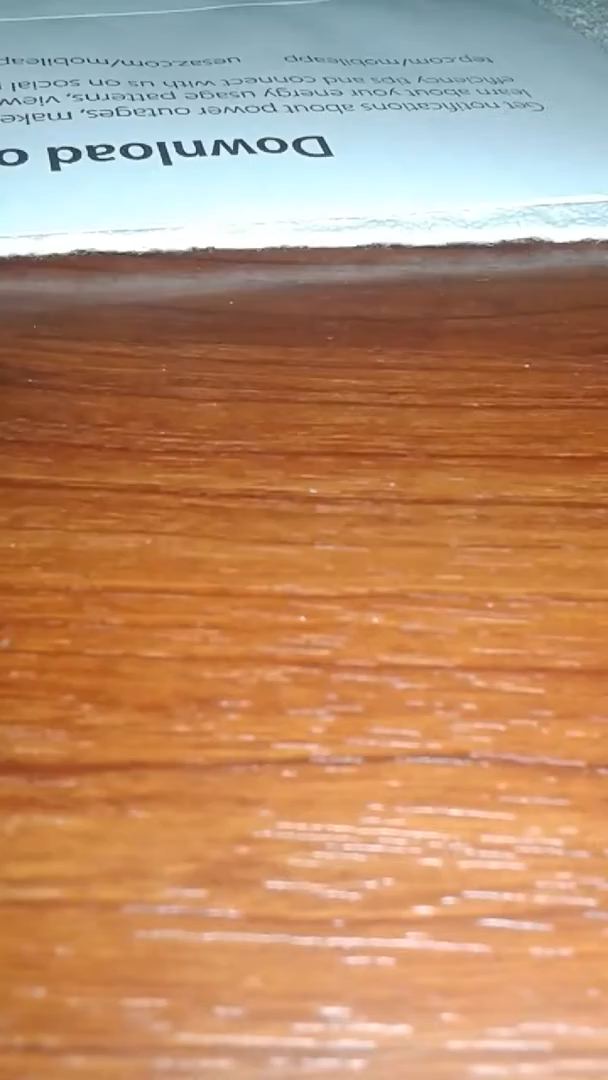 Download o
Get notifications about power outages, make
learn about your energy usage patterns, view
efficiency tips and connect with us on social
tep.com/mobileapp uesaz.com/mobileap